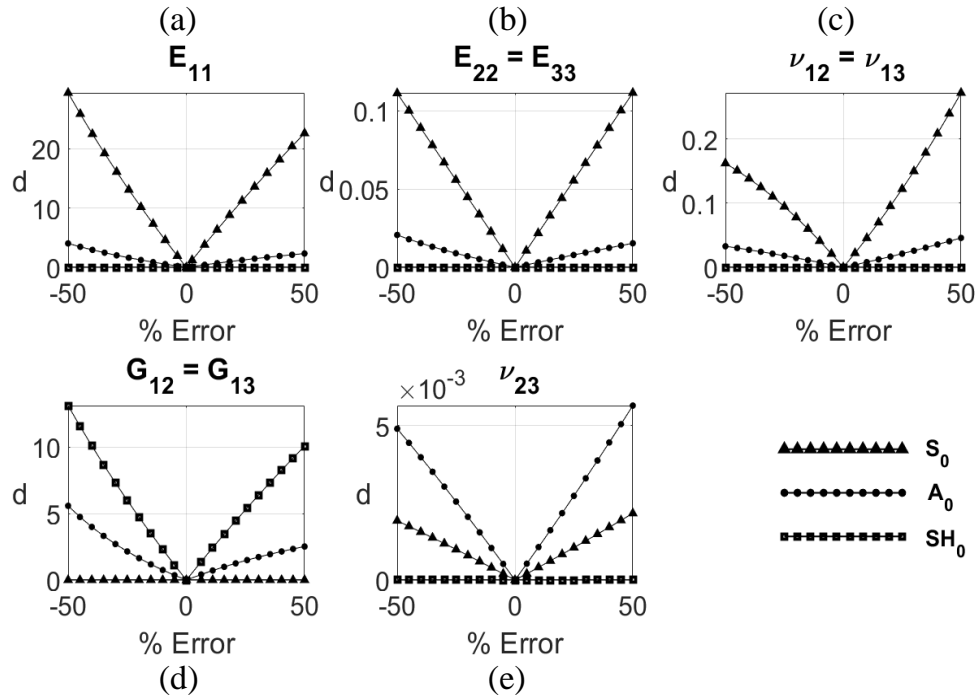 (a) (b) (c)
E₁₁ E₂₂ = E₃₃ ν₁₂ = ν₁₃
20
10
0
d
-50 0 50
% Error
0.1
0.05
0
d
-50 0 50
% Error
0.2
0.1
0
d
-50 0 50
% Error
G₁₂ = G₁₃ ν₂₃
10
5
0
d
-50 0 50
% Error
×10⁻³
5
0
d
-50 0 50
% Error
S₀
A₀
SH₀
(d) (e)